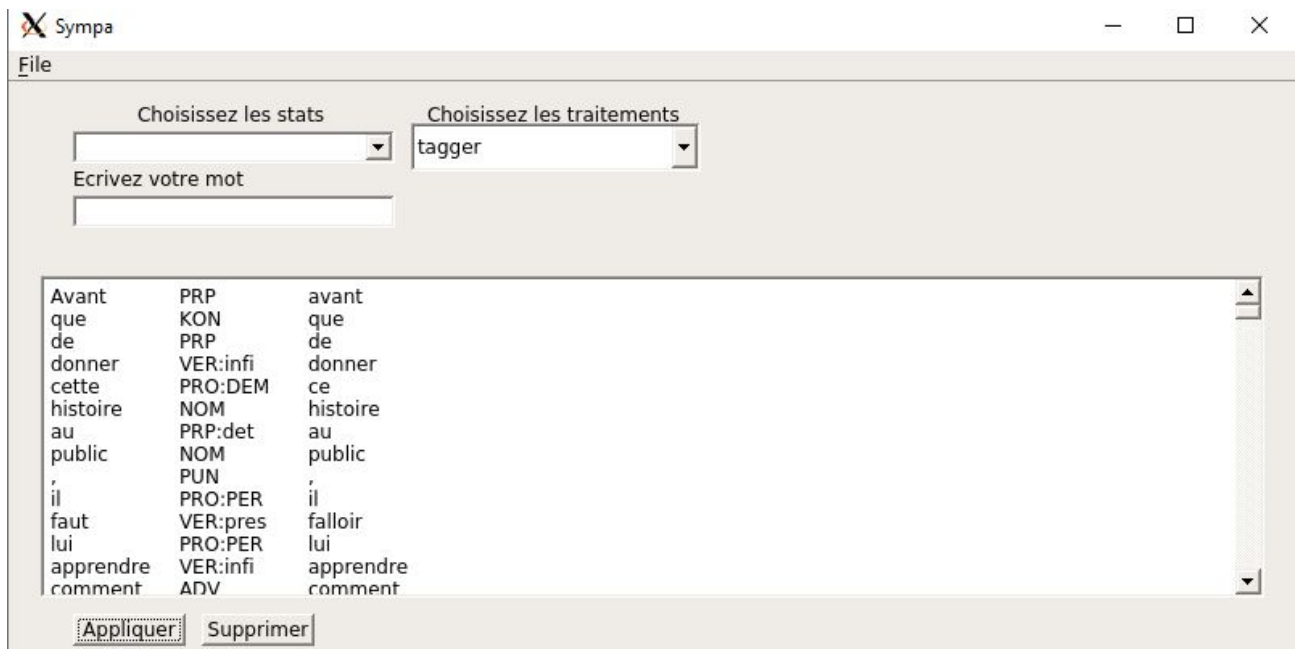 Sympa
File
Choisissez les stats Choisissez les traitements
tagger
Ecrivez votre mot
Avant PRP avant
que KON que
de PRP de
donner VER:infi donner
cette PRO:DEM ce
histoire NOM histoire
au PRP:det au
public NOM public
, PUN ,
il PRO:PER il
faut VER:pres falloir
lui PRO:PER lui
apprendre VER:infi apprendre
comment ADV comment
Appliquer Supprimer